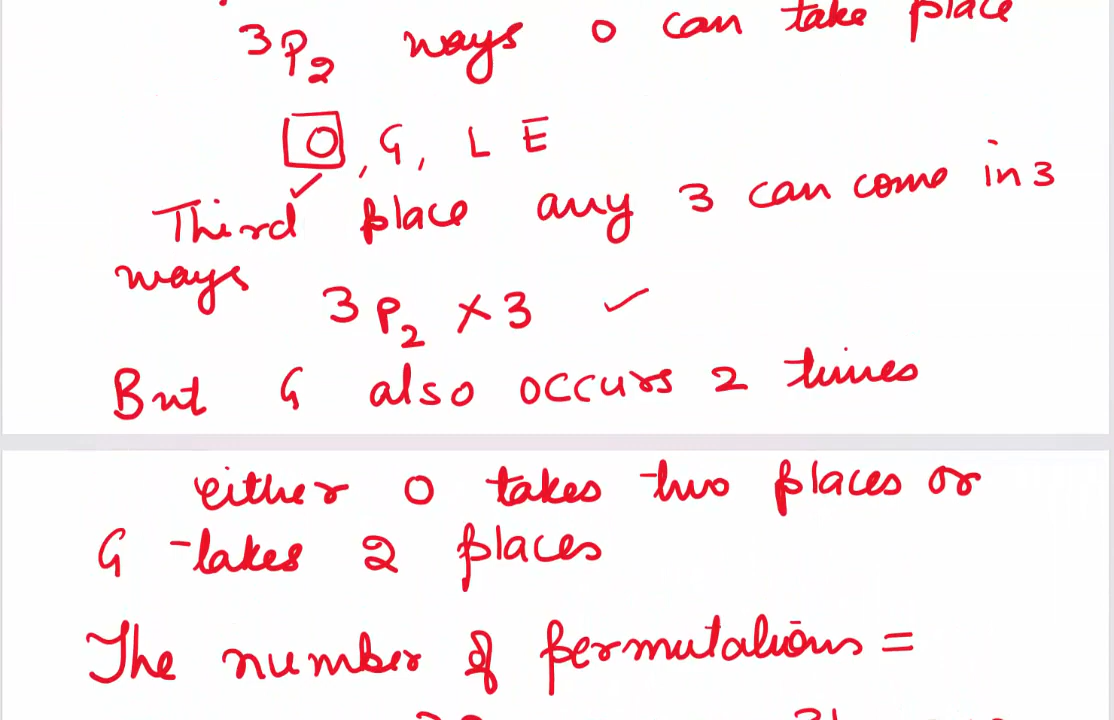 3P2 ways O can take place
O, G, L E
Third place any 3 can come in 3
ways 3P2 × 3 ✓
But G also occurs 2 times
either O takes two places or
G takes 2 places
The number of permutations =